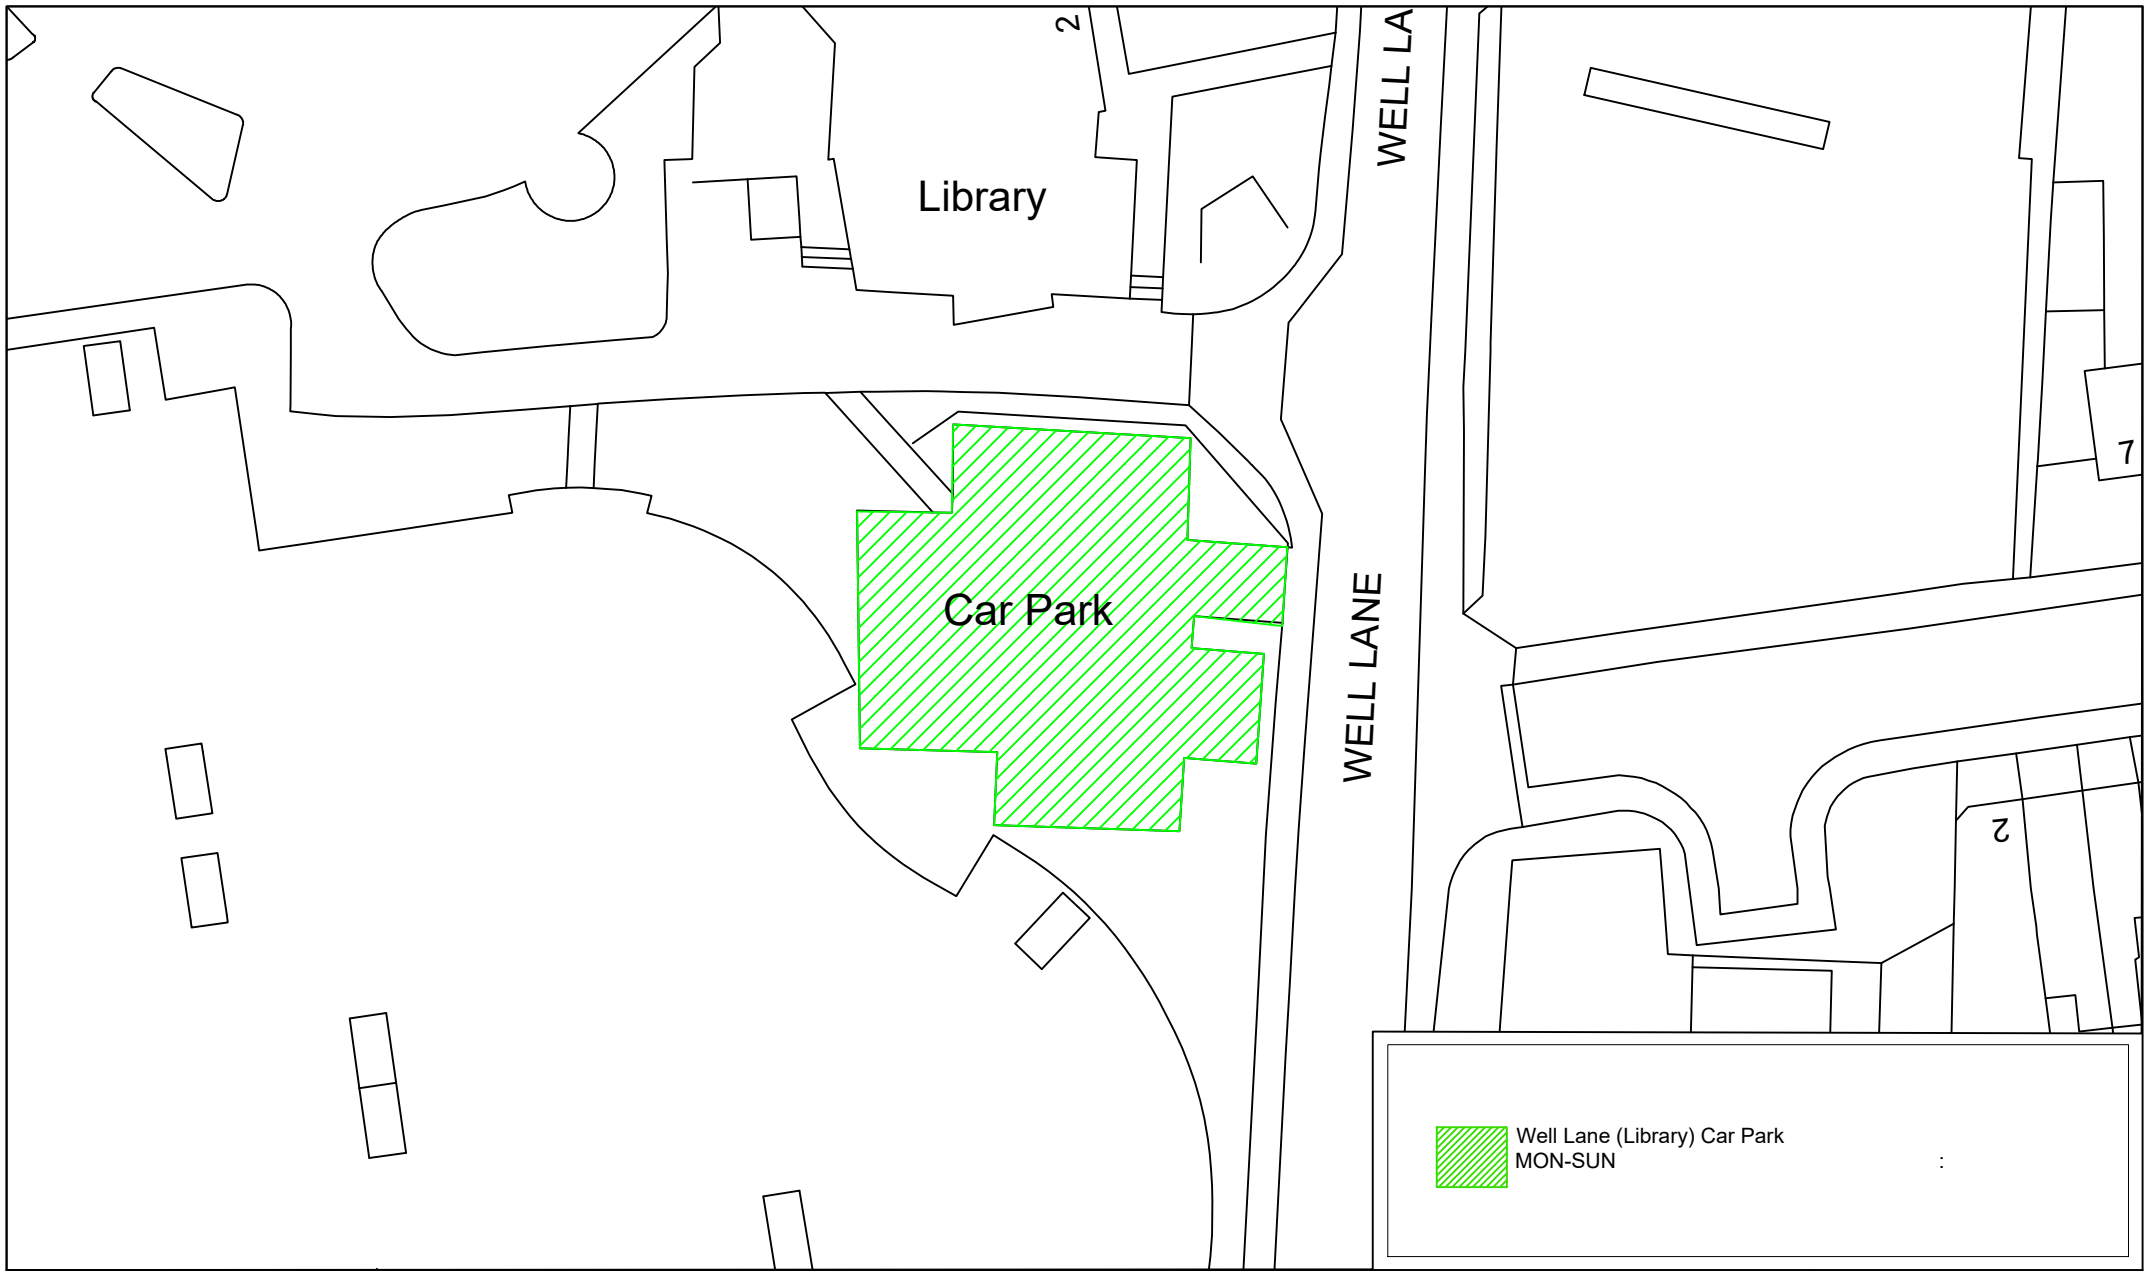 2
WELL LA
Library
7
Car Park
WELL LANE
2
Well Lane (Library) Car Park
MON-SUN :